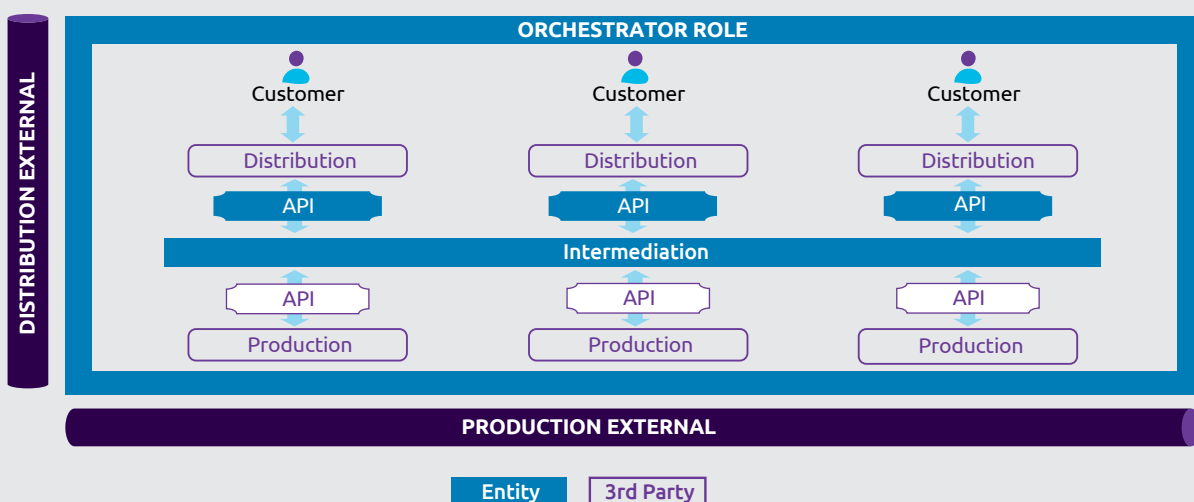 ORCHESTRATOR ROLE
DISTRIBUTION EXTERNAL
Customer Customer Customer
Distribution Distribution Distribution
API API API
Intermediation
API API API
Production Production Production
PRODUCTION EXTERNAL
Entity 3rd Party